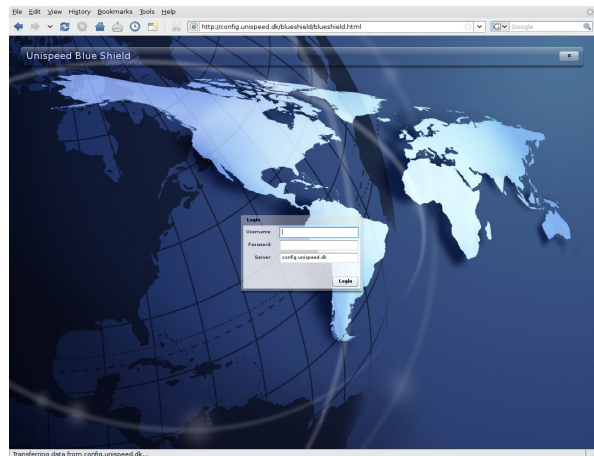 File Edit View History Bookmarks Tools Help
http://config.unispeed.dk/blueshield/blueshield.html
Google
Unispeed Blue Shield
x
Login
Username:
Password:
Server: config.unispeed.dk
Login
Transferring data from config.unispeed.dk...